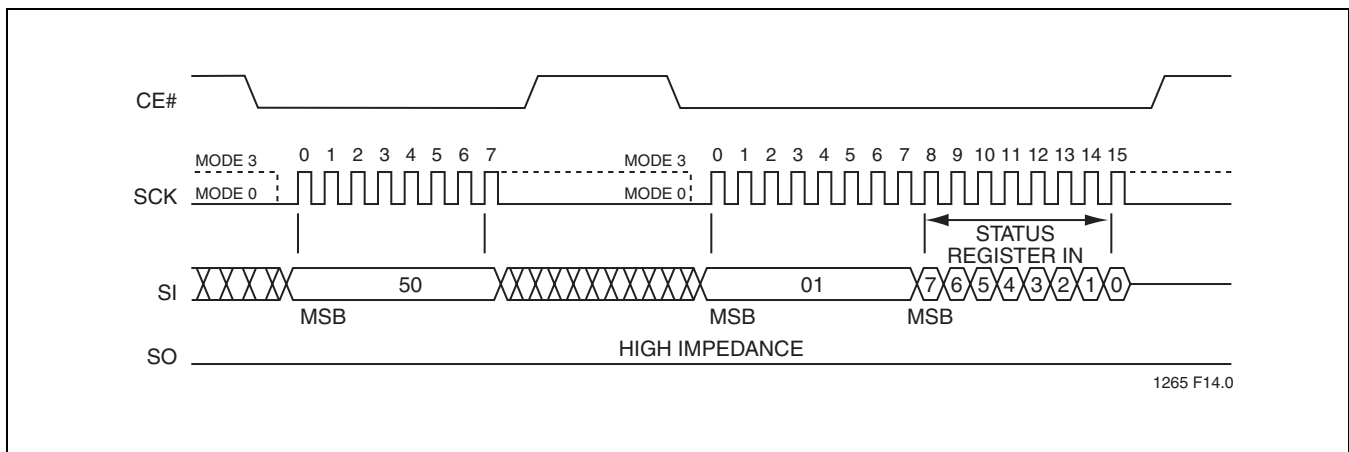 CE#
MODE 3 0 1 2 3 4 5 6 7 MODE 3 0 1 2 3 4 5 6 7 8 9 10 11 12 13 14 15
SCK MODE 0 MODE 0
STATUS
REGISTER IN
SI 50 01 7 6 5 4 3 2 1 0
MSB MSB MSB
SO HIGH IMPEDANCE
1265 F14.0